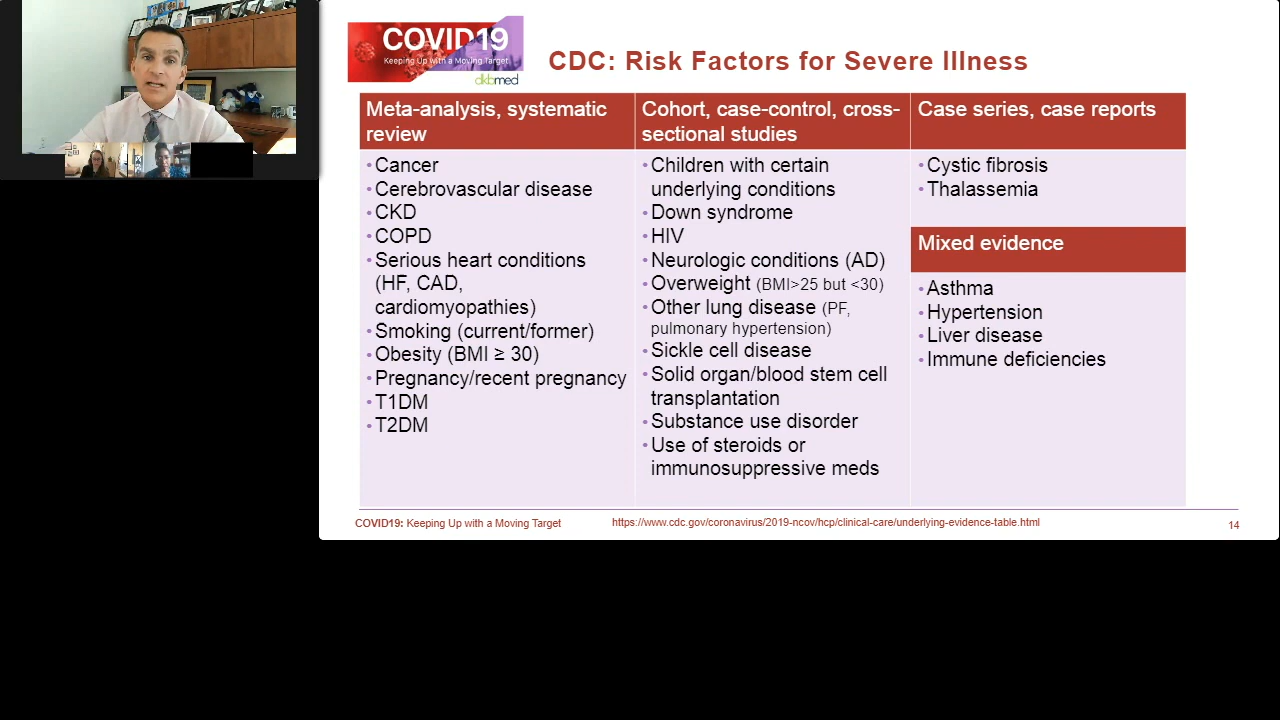 COVID19
Keeping Up with a Moving Target
dkbmed
CDC: Risk Factors for Severe Illness
Meta-analysis, systematic
review
•Cancer
•Cerebrovascular disease
•CKD
•COPD
•Serious heart conditions
(HF, CAD,
cardiomyopathies)
•Smoking (current/former)
•Obesity (BMI ≥ 30)
•Pregnancy/recent pregnancy
•T1DM
•T2DM
Cohort, case-control, cross-
sectional studies
•Children with certain
underlying conditions
•Down syndrome
•HIV
•Neurologic conditions (AD)
•Overweight (BMI>25 but <30)
•Other lung disease (PF,
pulmonary hypertension)
•Sickle cell disease
•Solid organ/blood stem cell
transplantation
•Substance use disorder
•Use of steroids or
immunosuppressive meds
Case series, case reports
•Cystic fibrosis
•Thalassemia
Mixed evidence
•Asthma
•Hypertension
•Liver disease
•Immune deficiencies
COVID19: Keeping Up with a Moving Target
https://www.cdc.gov/coronavirus/2019-ncov/hcp/clinical-care/underlying-evidence-table.html
14